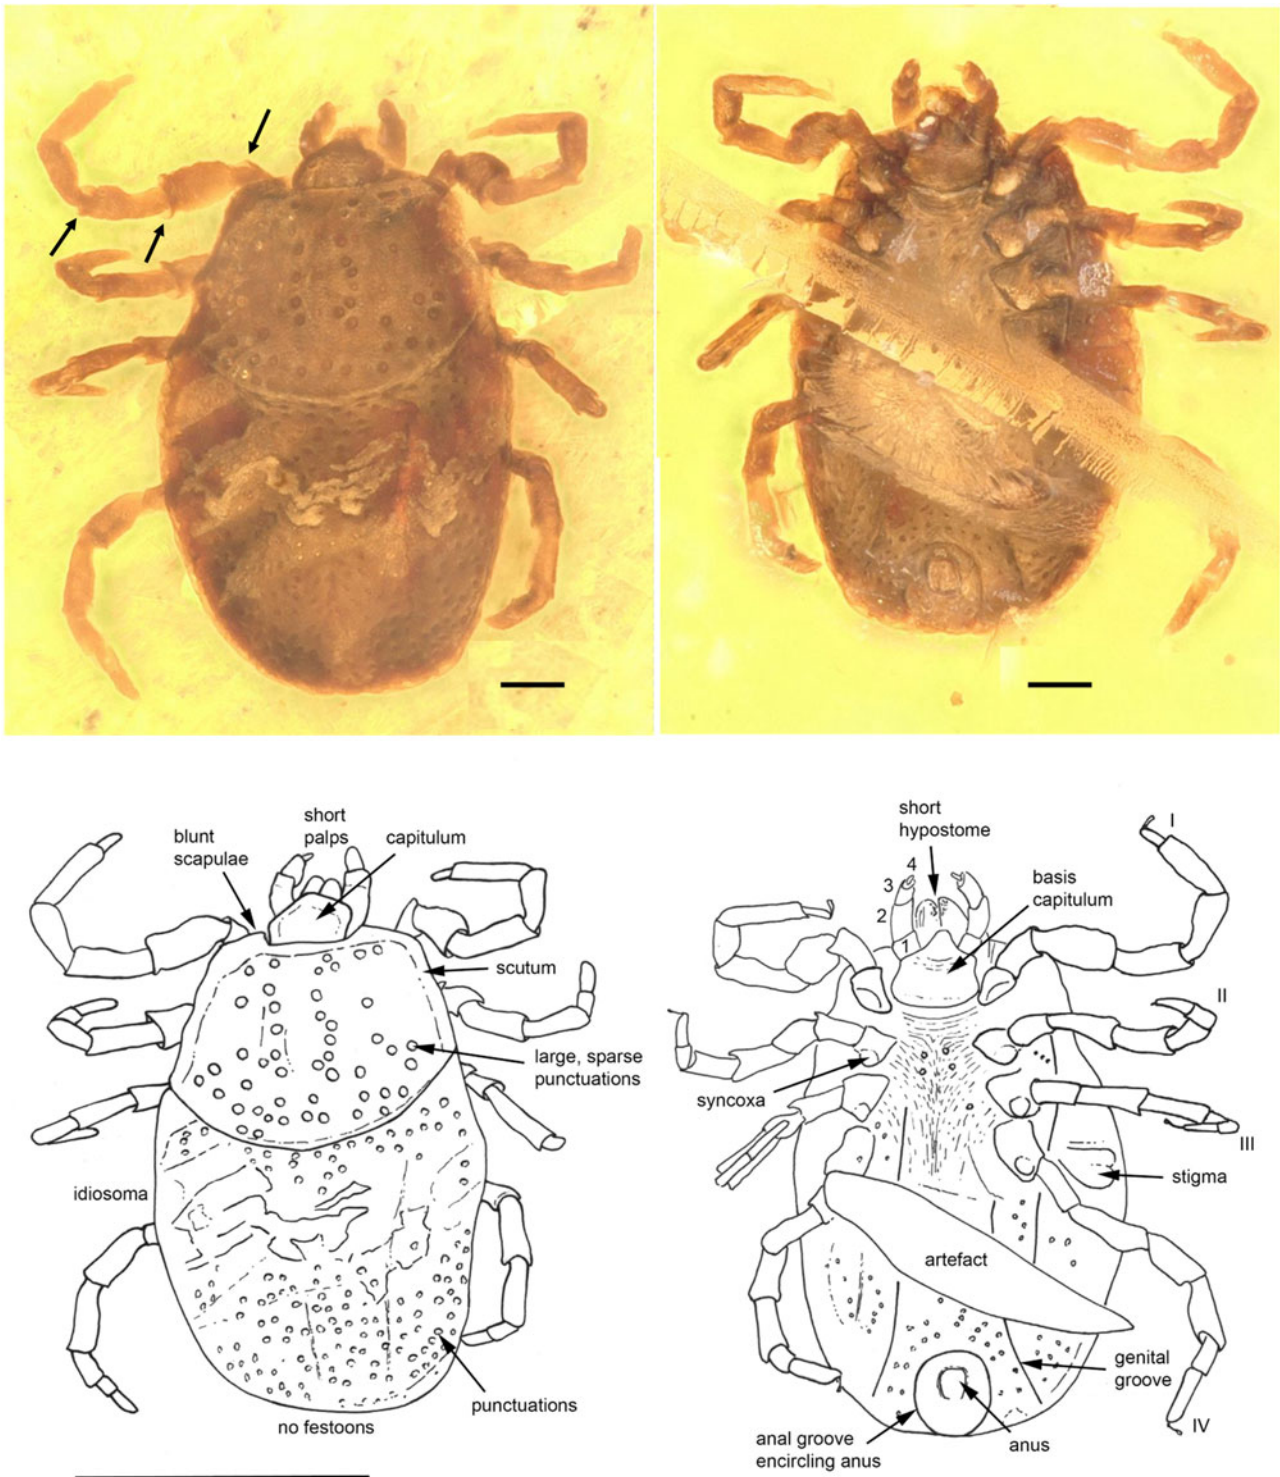 blunt
scapulae
short
palps
capitulum
scutum
large, sparse
punctuations
idiosoma
punctuations
no festoons
short
hypostome
4
3
2
1
basis
capitulum
I
II
syncoxa
III
stigma
artefact
genital
groove
anal groove
encircling anus
anus
IV